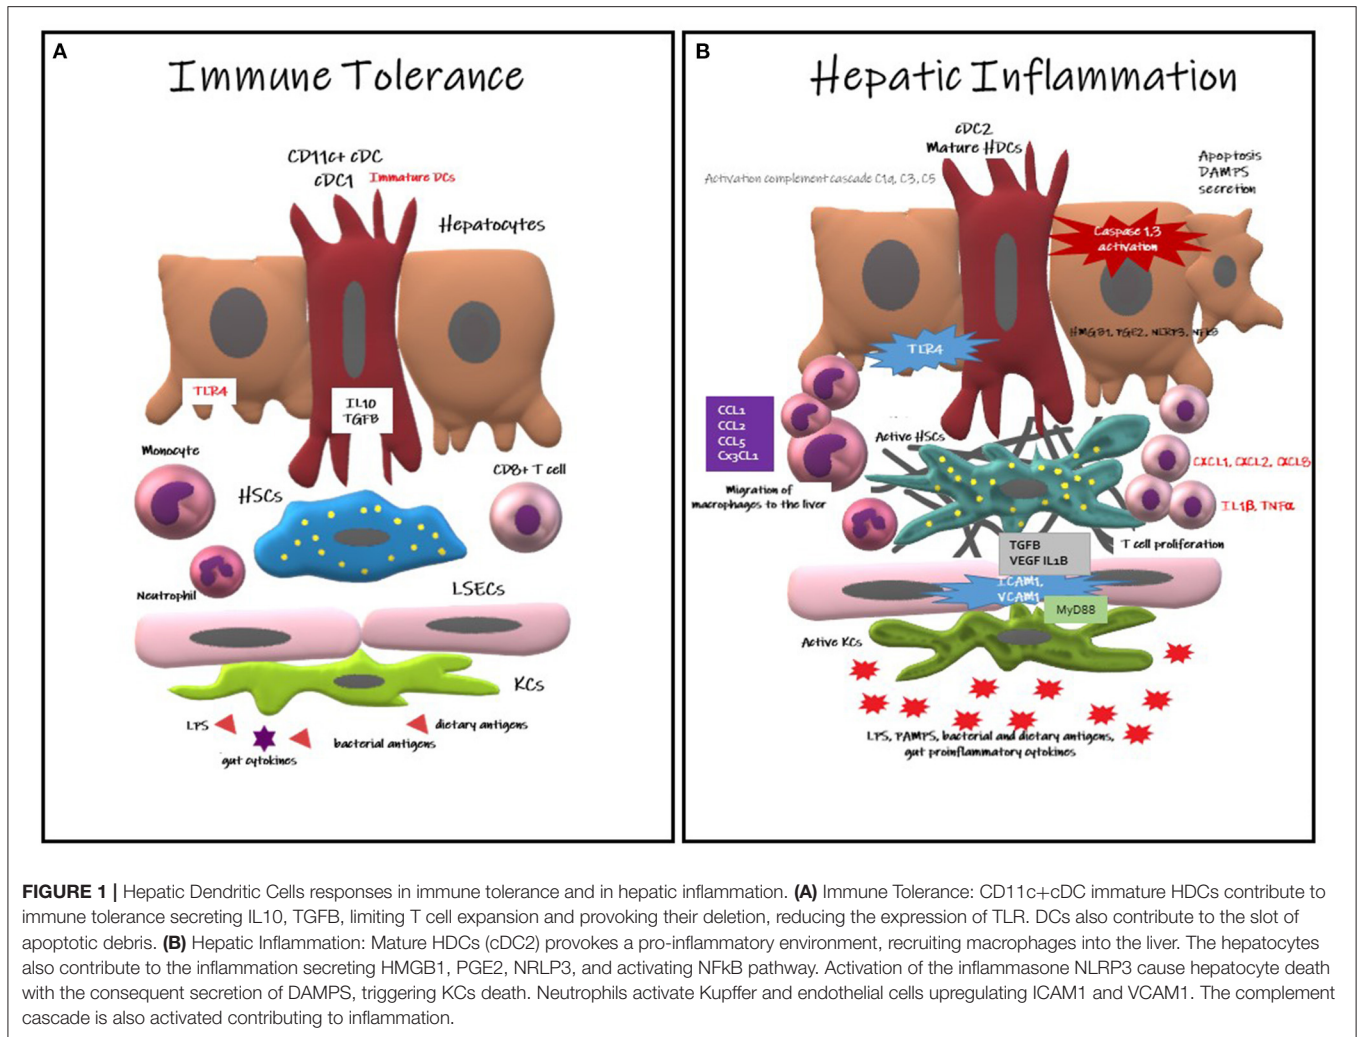 A
Immune Tolerance
CD11c+ cDC
cDC1
Immature DCs
Hepatocytes
TLR4
IL10
TGFB
Monocyte
CD8+ T cell
HSCs
Neutrophil
LSECs
KCs
LPS
dietary antigens
bacterial antigens
gut cytokines
B
Hepatic Inflammation
cDC2
Mature HDCs
Activation complement cascade C1q, C3, C5
Apoptosis
DAMPS
secretion
Caspase 1,3
activation
HMGB1, PGE2, NLRP3, NFkB
TLR4
CCL1
CCL2
CCL5
Cx3CL1
Migration of
macrophages to the liver
Active HSCs
CXCL1, CXCL2, CXCL8
IL1β, TNFα
T cell proliferation
TGFB
VEGF IL1B
ICAM1,
VCAM1
MyD88
Active KCs
LPS, PAMPS, bacterial and dietary antigens,
gut proinflammatory cytokines
FIGURE 1 | Hepatic Dendritic Cells responses in immune tolerance and in hepatic inflammation. (A) Immune Tolerance: CD11c+cDC immature HDCs contribute to
immune tolerance secreting IL10, TGFB, limiting T cell expansion and provoking their deletion, reducing the expression of TLR. DCs also contribute to the slot of
apoptotic debris. (B) Hepatic Inflammation: Mature HDCs (cDC2) provokes a pro-inflammatory environment, recruiting macrophages into the liver. The hepatocytes
also contribute to the inflammation secreting HMGB1, PGE2, NRLP3, and activating NFkB pathway. Activation of the inflammasone NLRP3 cause hepatocyte death
with the consequent secretion of DAMPS, triggering KCs death. Neutrophils activate Kupffer and endothelial cells upregulating ICAM1 and VCAM1. The complement
cascade is also activated contributing to inflammation.